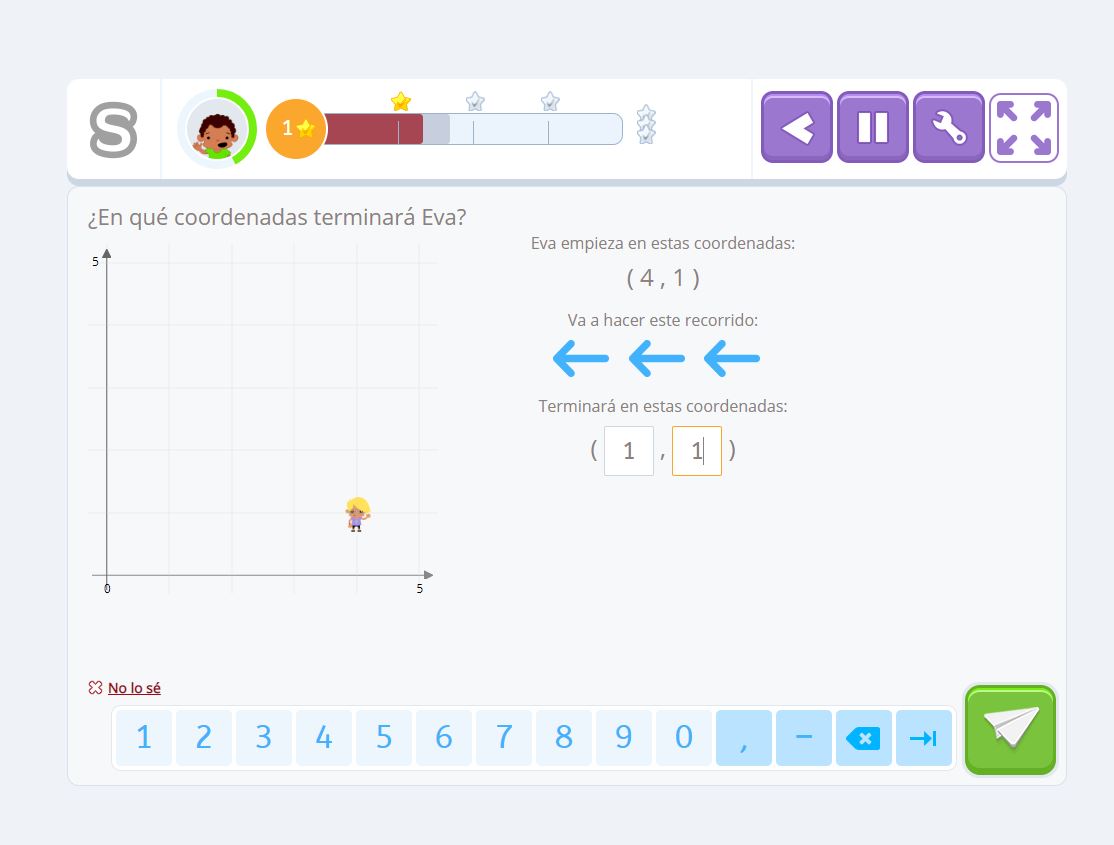 S
1
¿En qué coordenadas terminará Eva?
5
0
5
Eva empieza en estas coordenadas:
( 4 , 1 )
Va a hacer este recorrido:
Terminará en estas coordenadas:
( 1 , 1 )
No lo sé
1 2 3 4 5 6 7 8 9 0 , −